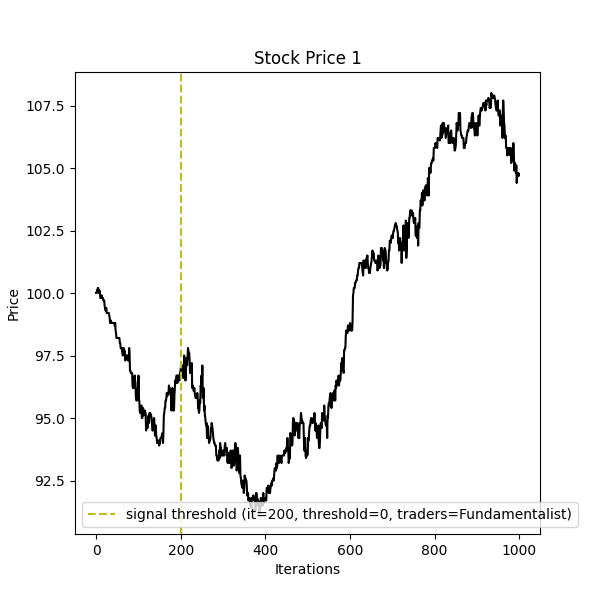 Stock Price 1
107.5
105.0
102.5
100.0
97.5
95.0
92.5
Price
signal threshold (it=200, threshold=0, traders=Fundamentalist)
0 200 400 600 800 1000
Iterations